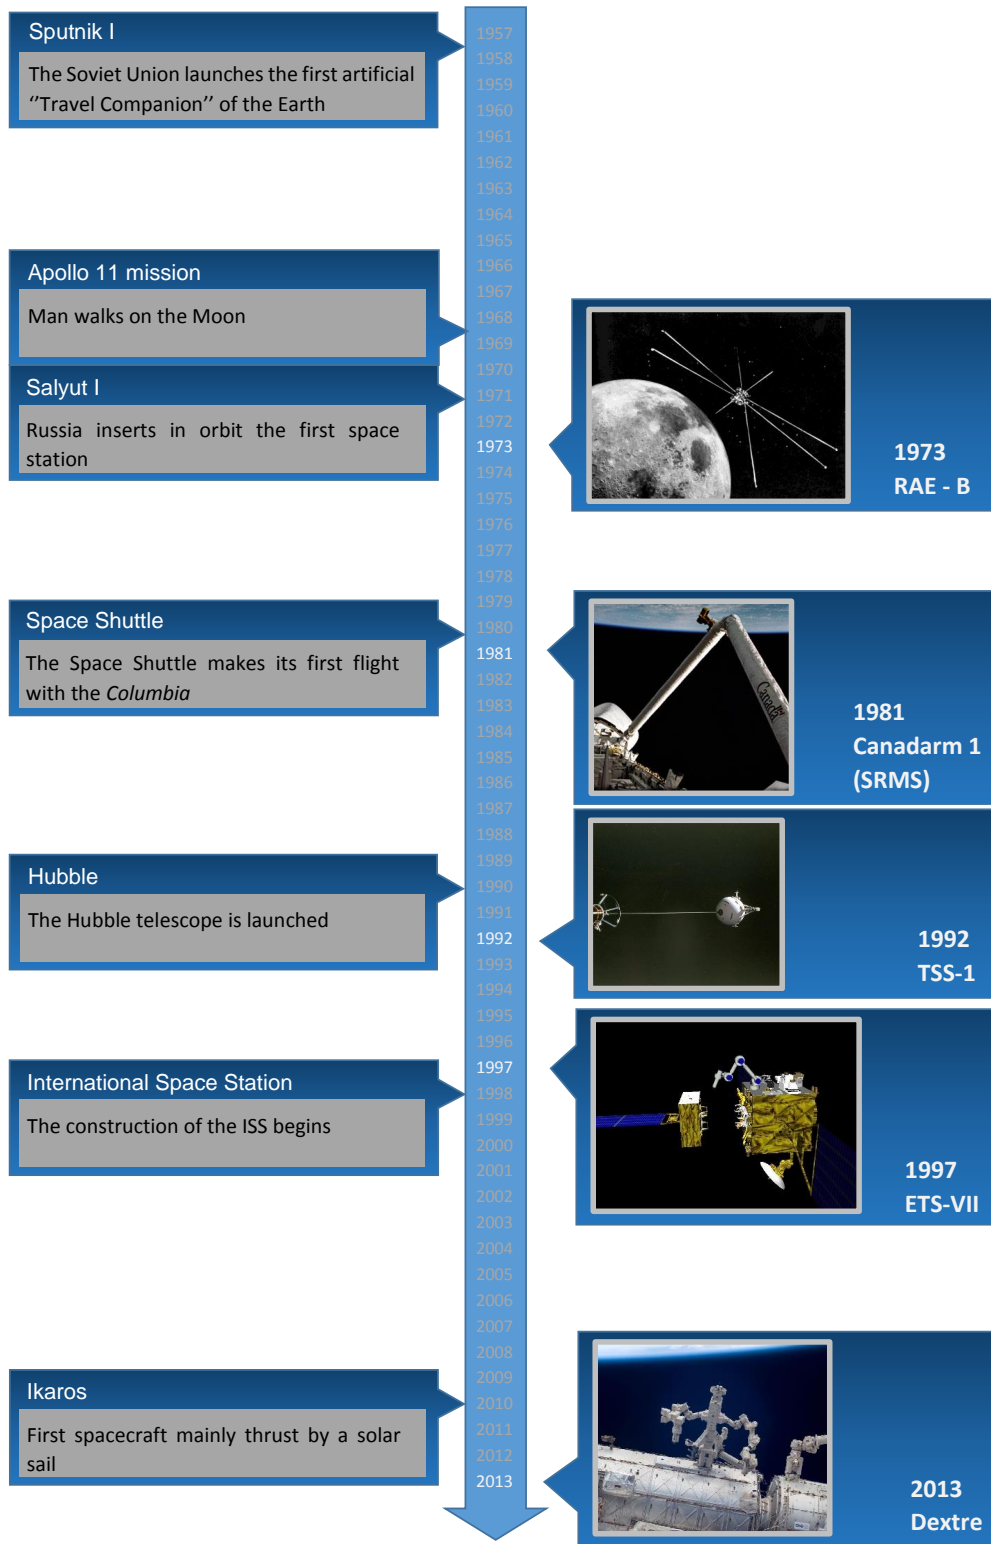 Sputnik I
The Soviet Union launches the first artificial
‘’Travel Companion’’ of the Earth
Apollo 11 mission
Man walks on the Moon
Salyut I
Russia inserts in orbit the first space
station
Space Shuttle
The Space Shuttle makes its first flight
with the Columbia
Hubble
The Hubble telescope is launched
International Space Station
The construction of the ISS begins
Ikaros
First spacecraft mainly thrust by a solar
sail
1957
1958
1959
1960
1961
1962
1963
1964
1965
1966
1967
1968
1969
1970
1971
1972
1973
1974
1975
1976
1977
1978
1979
1980
1981
1982
1983
1984
1985
1986
1987
1988
1989
1990
1991
1992
1993
1994
1995
1996
1997
1998
1999
2000
2001
2002
2003
2004
2005
2006
2007
2008
2009
2010
2011
2012
2013
1973
RAE - B
Canada
1981
Canadarm 1
(SRMS)
1992
TSS-1
1997
ETS-VII
2013
Dextre